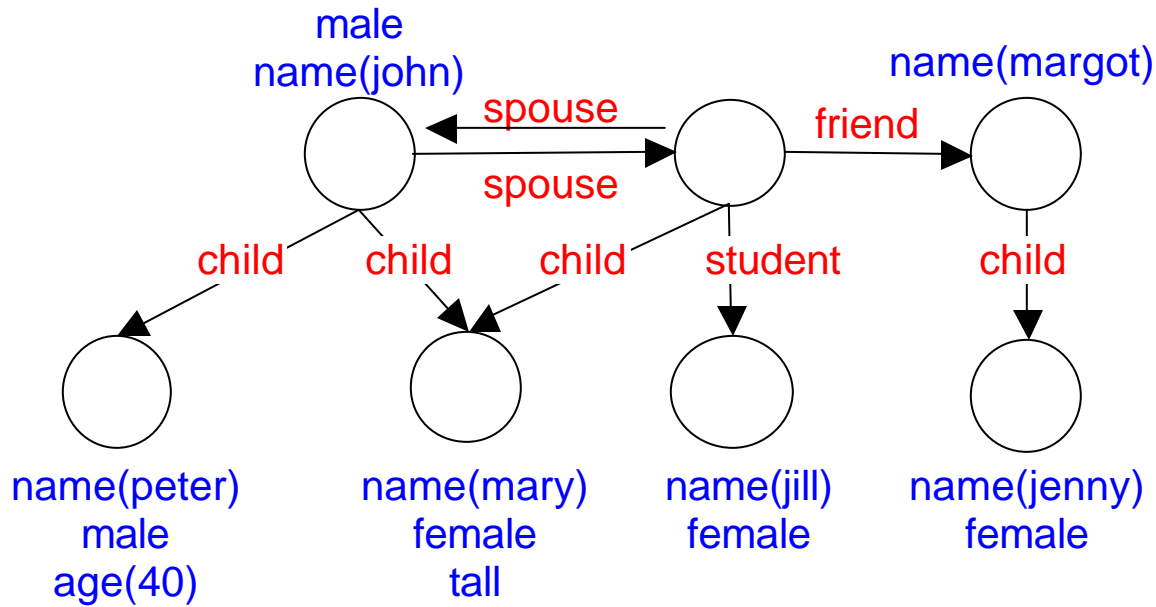 male
name(john)
name(margot)
spouse
friend
spouse
child
child
child
student
child
name(peter)
male
age(40)
name(mary)
female
tall
name(jill)
female
name(jenny)
female